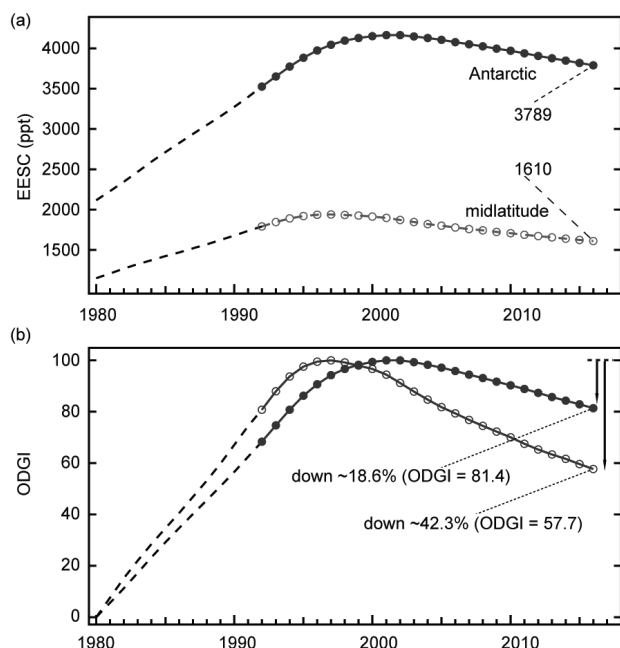 (a)
4000
3500
3000
2500
2000
1500
EESC (ppt)
Antarctic
3789
1610
midlatitude
1980
1990
2000
2010
(b)
100
80
60
40
20
0
ODGI
down ~18.6% (ODGI = 81.4)
down ~42.3% (ODGI = 57.7)
1980
1990
2000
2010